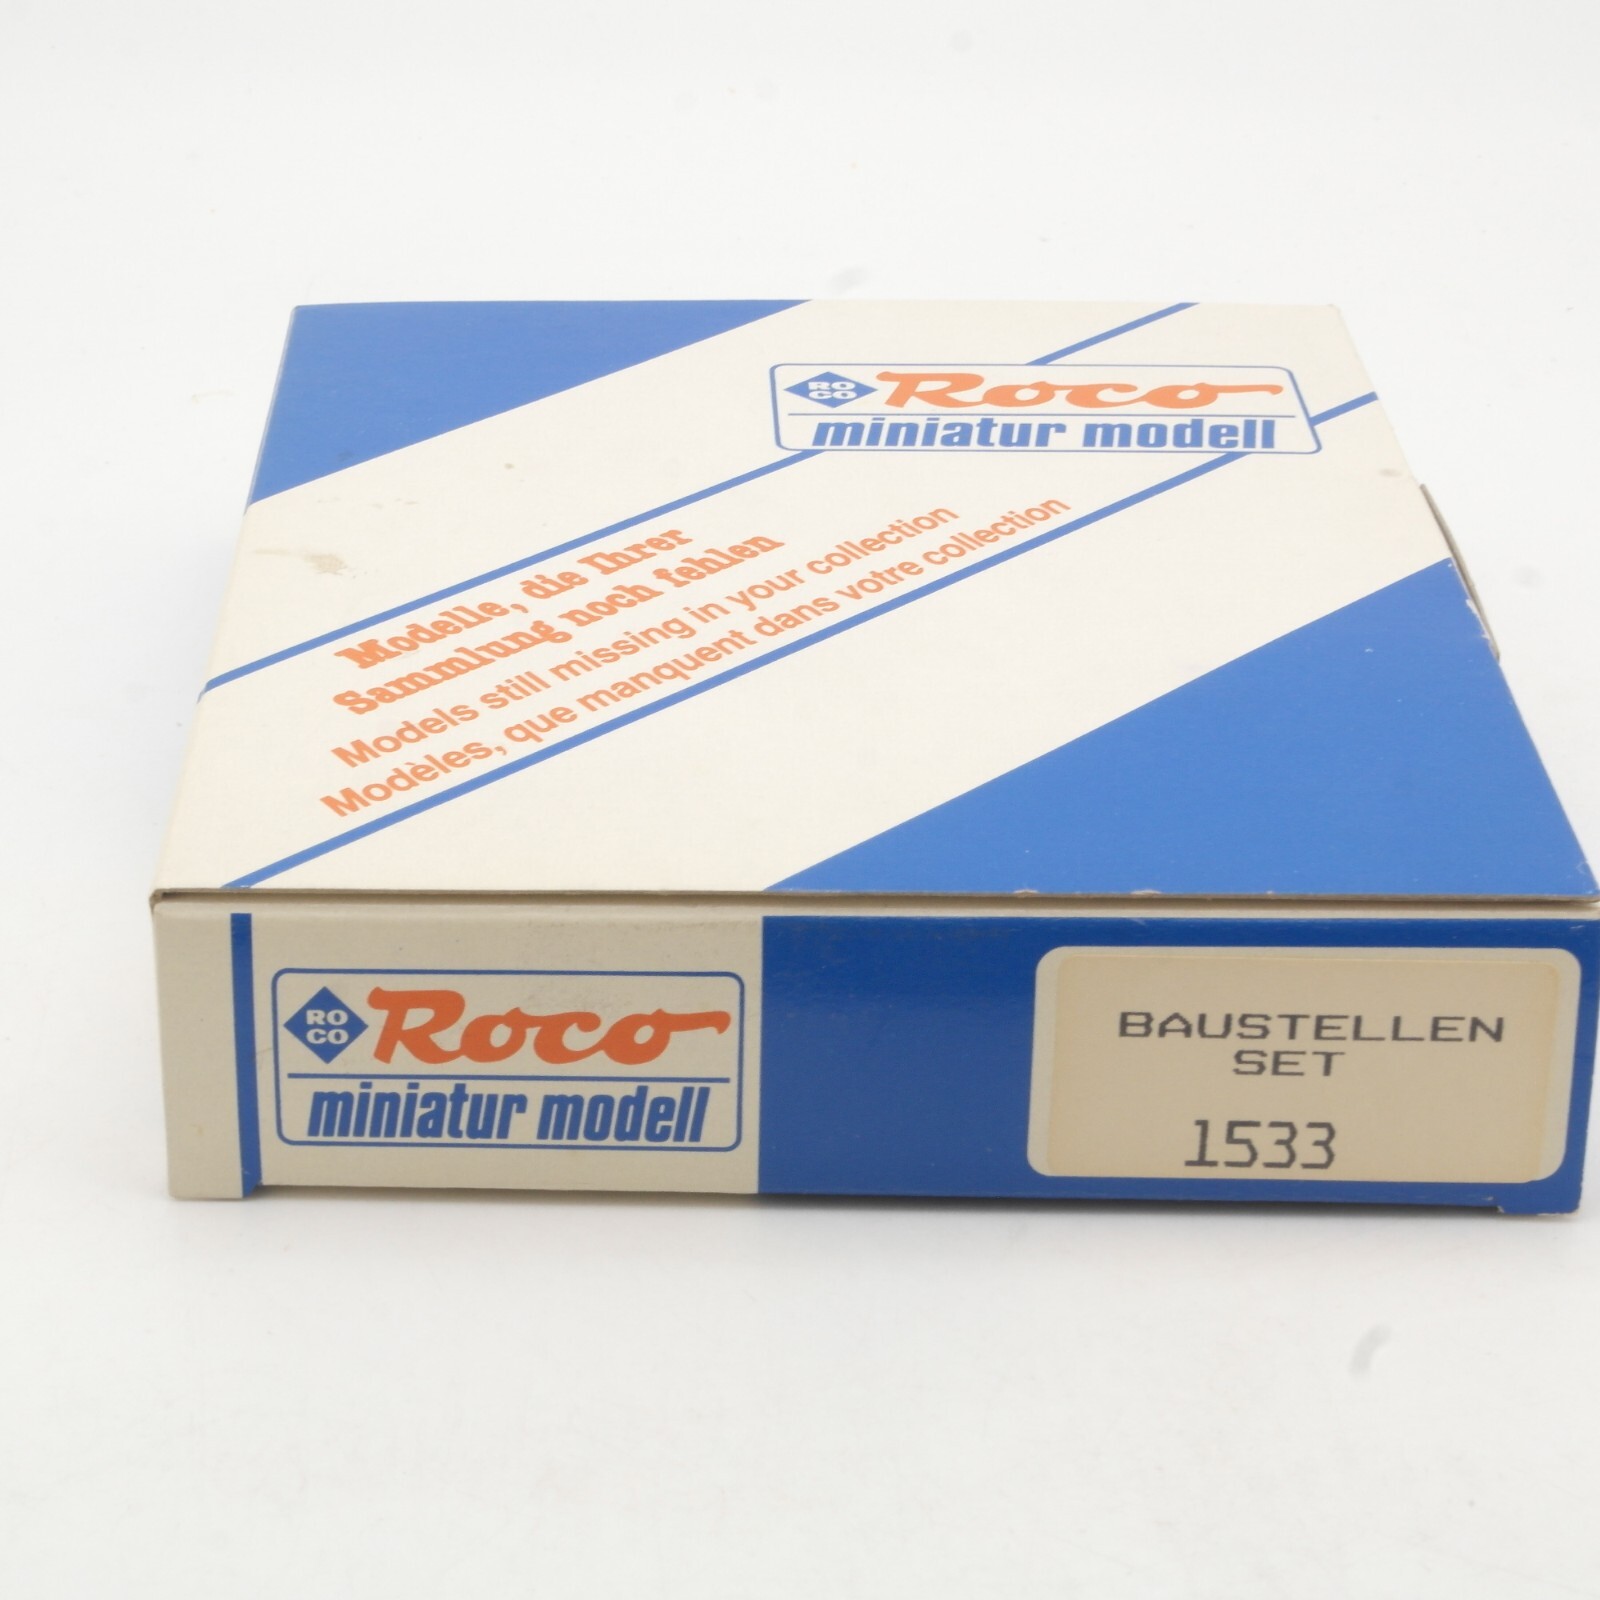 RO
CO
Roco
miniatur modell
Modelle, die Ihrer
Sammlung noch fehlen
Models still missing in your collection
Modèles, que manquent dans votre collection
RO
CO
Roco
miniatur modell
BAUSTELLEN
SET
1533